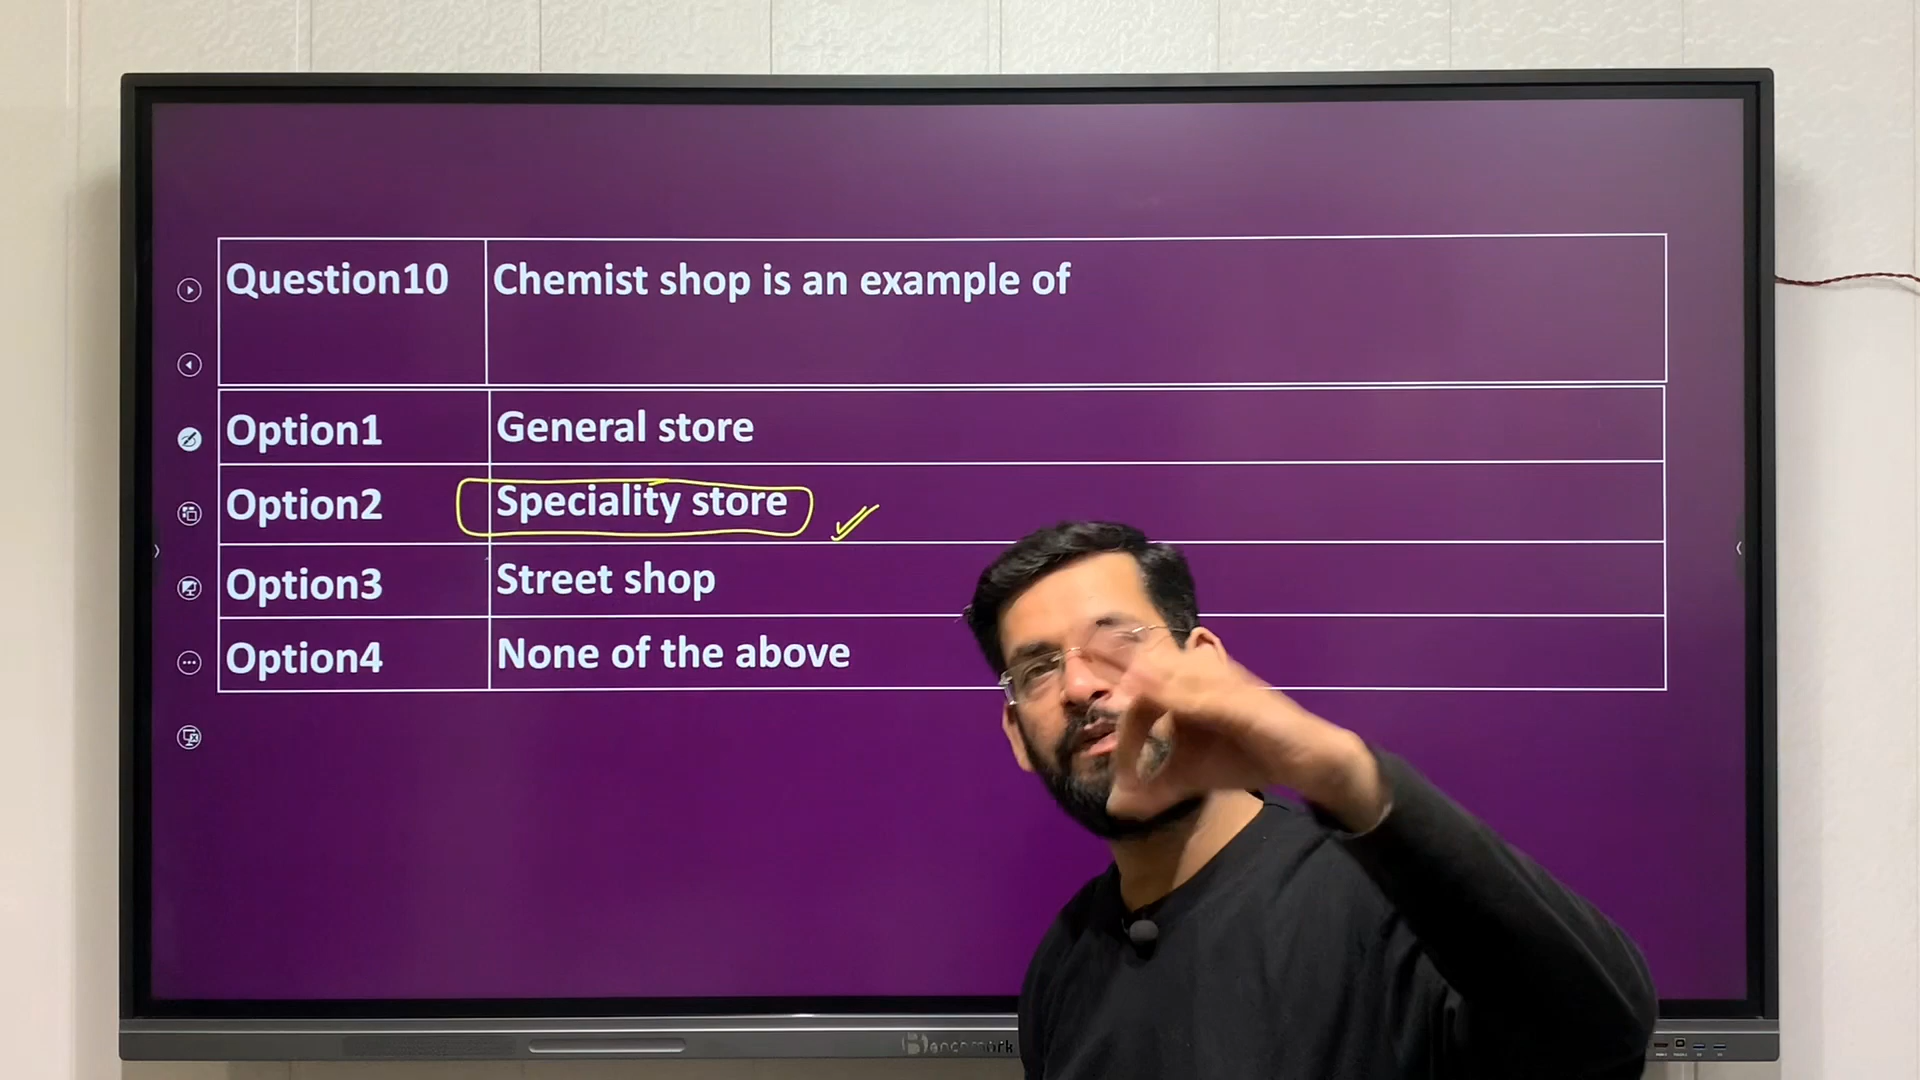 Question10 Chemist shop is an example of
Option1 General store
Option2 Speciality store
Option3 Street shop
Option4 None of the above
Benchmark